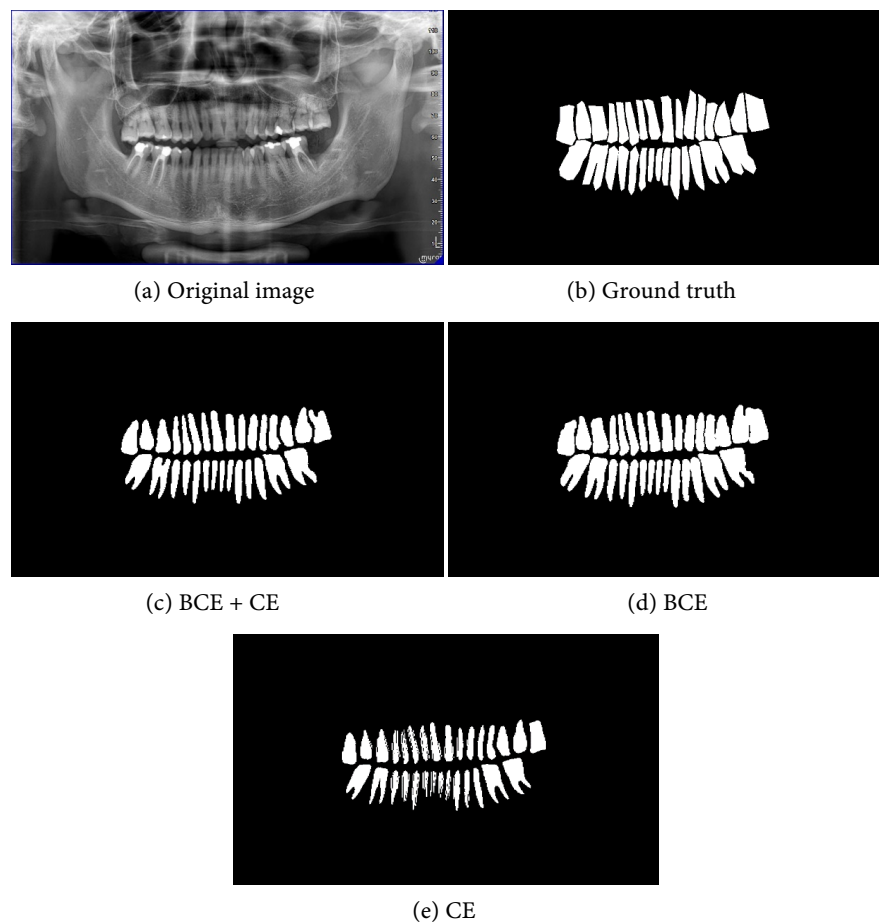 (a) Original image
(b) Ground truth
(c) BCE + CE
(d) BCE
(e) CE